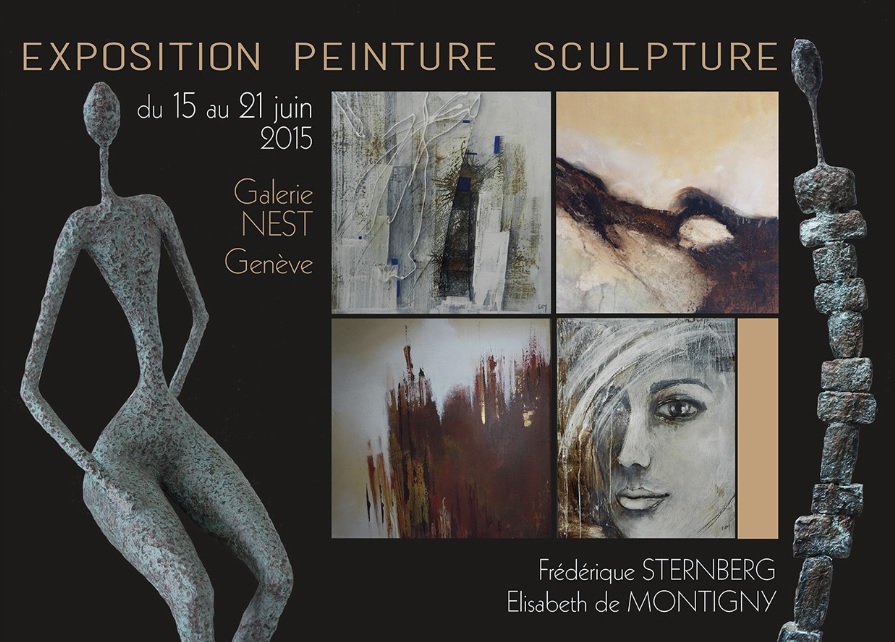 EXPOSITION PEINTURE SCULPTURE
du 15 au 21 juin
2015
Galerie
NEST
Genève
Frédérique STERNBERG
Elisabeth de MONTIGNY